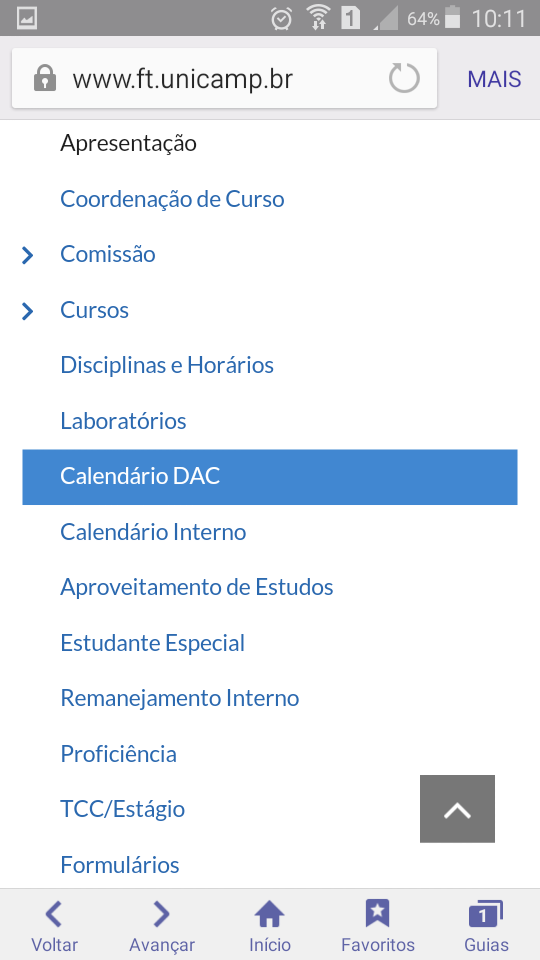 1 64% 10:11
www.ft.unicamp.br MAIS
Apresentação
Coordenação de Curso
Comissão
Cursos
Disciplinas e Horários
Laboratórios
Calendário DAC
Calendário Interno
Aproveitamento de Estudos
Estudante Especial
Remanejamento Interno
Proficiência
TCC/Estágio
Formulários
1
Voltar Avançar Início Favoritos Guias